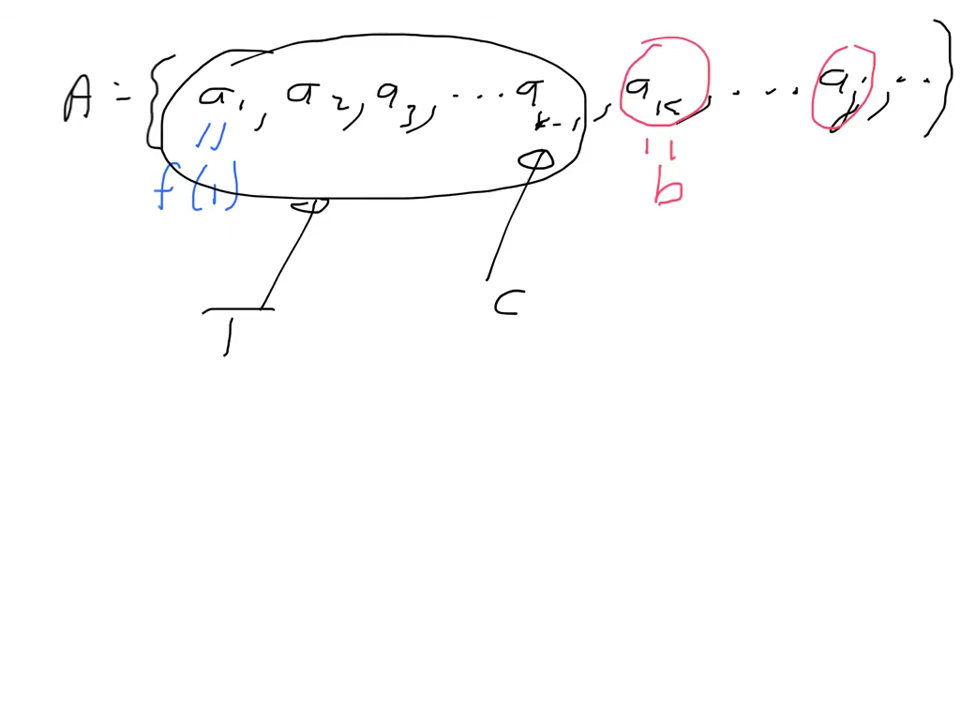 A = { a₁, a₂, a₃, ... aₖ₋₁, aₖ, ... aⱼ, ... }
f(1) b
C
T